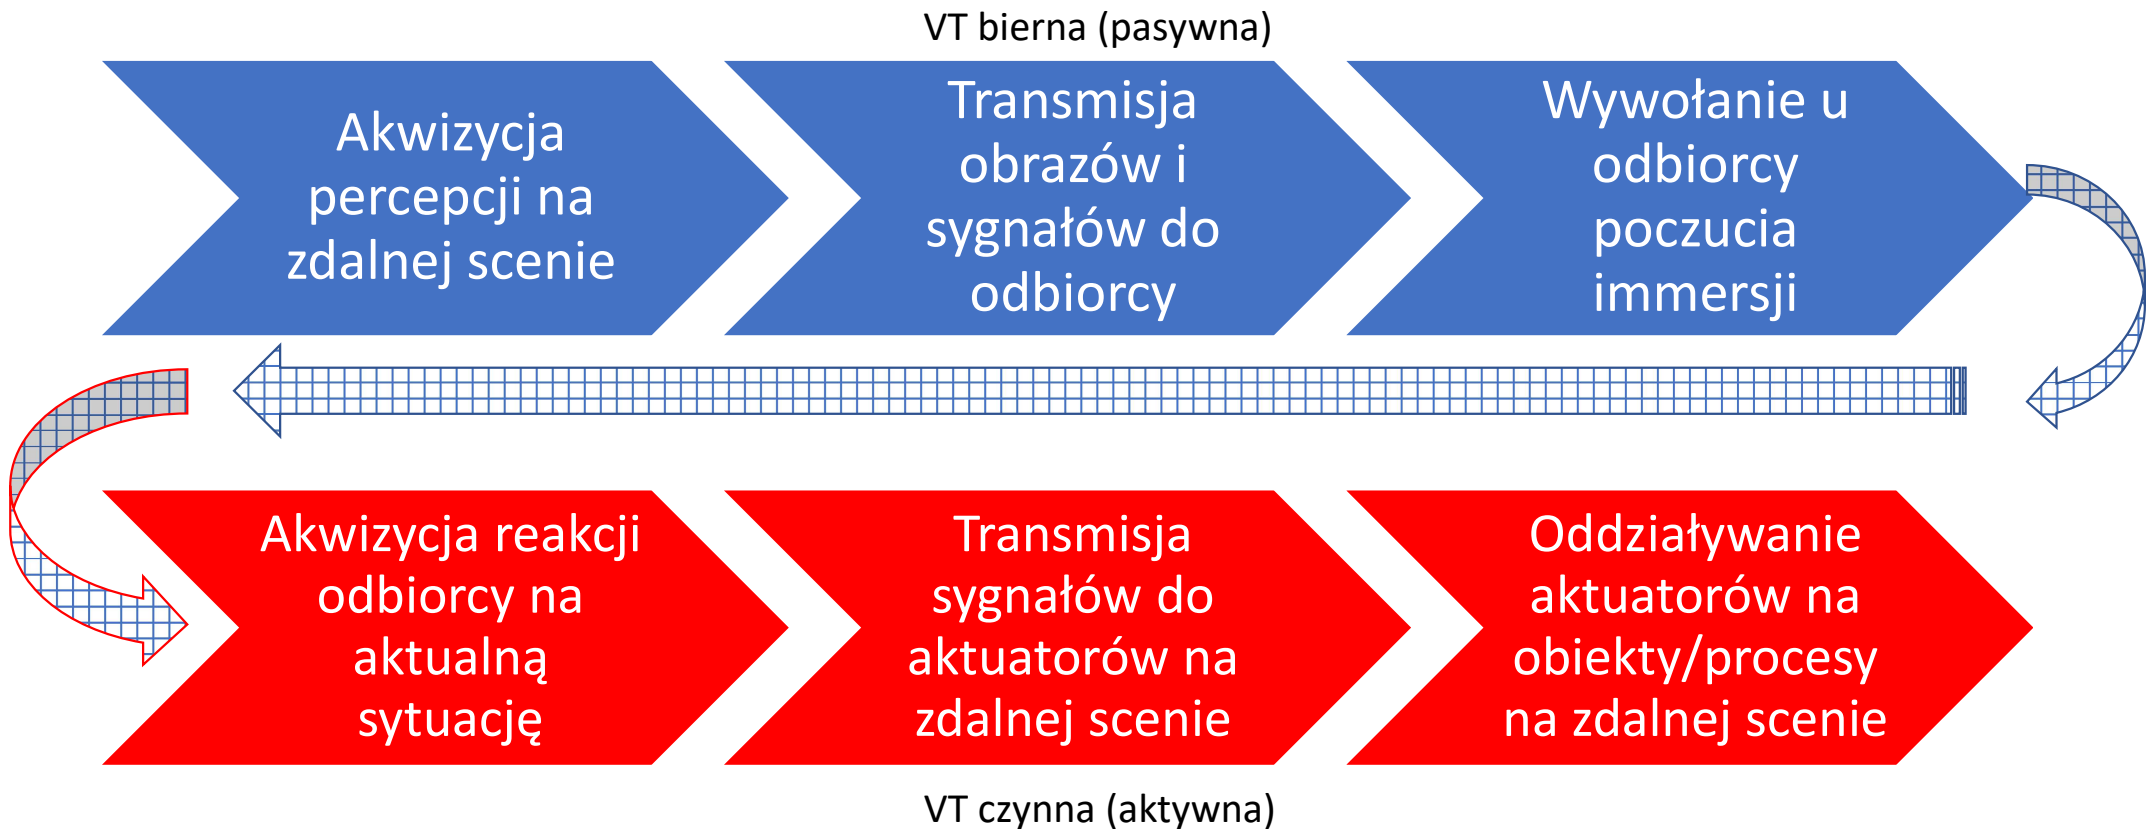 VT bierna (pasywna)
Akwizycja
percepcji na
zdalnej scenie
Transmisja
obrazów i
sygnałów do
odbiorcy
Wywołanie u
odbiorcy
poczucia
immersji
Akwizycja reakcji
odbiorcy na
aktualną
sytuację
Transmisja
sygnałów do
aktuatorów na
zdalnej scenie
Oddziaływanie
aktuatorów na
obiekty/procesy
na zdalnej scenie
VT czynna (aktywna)